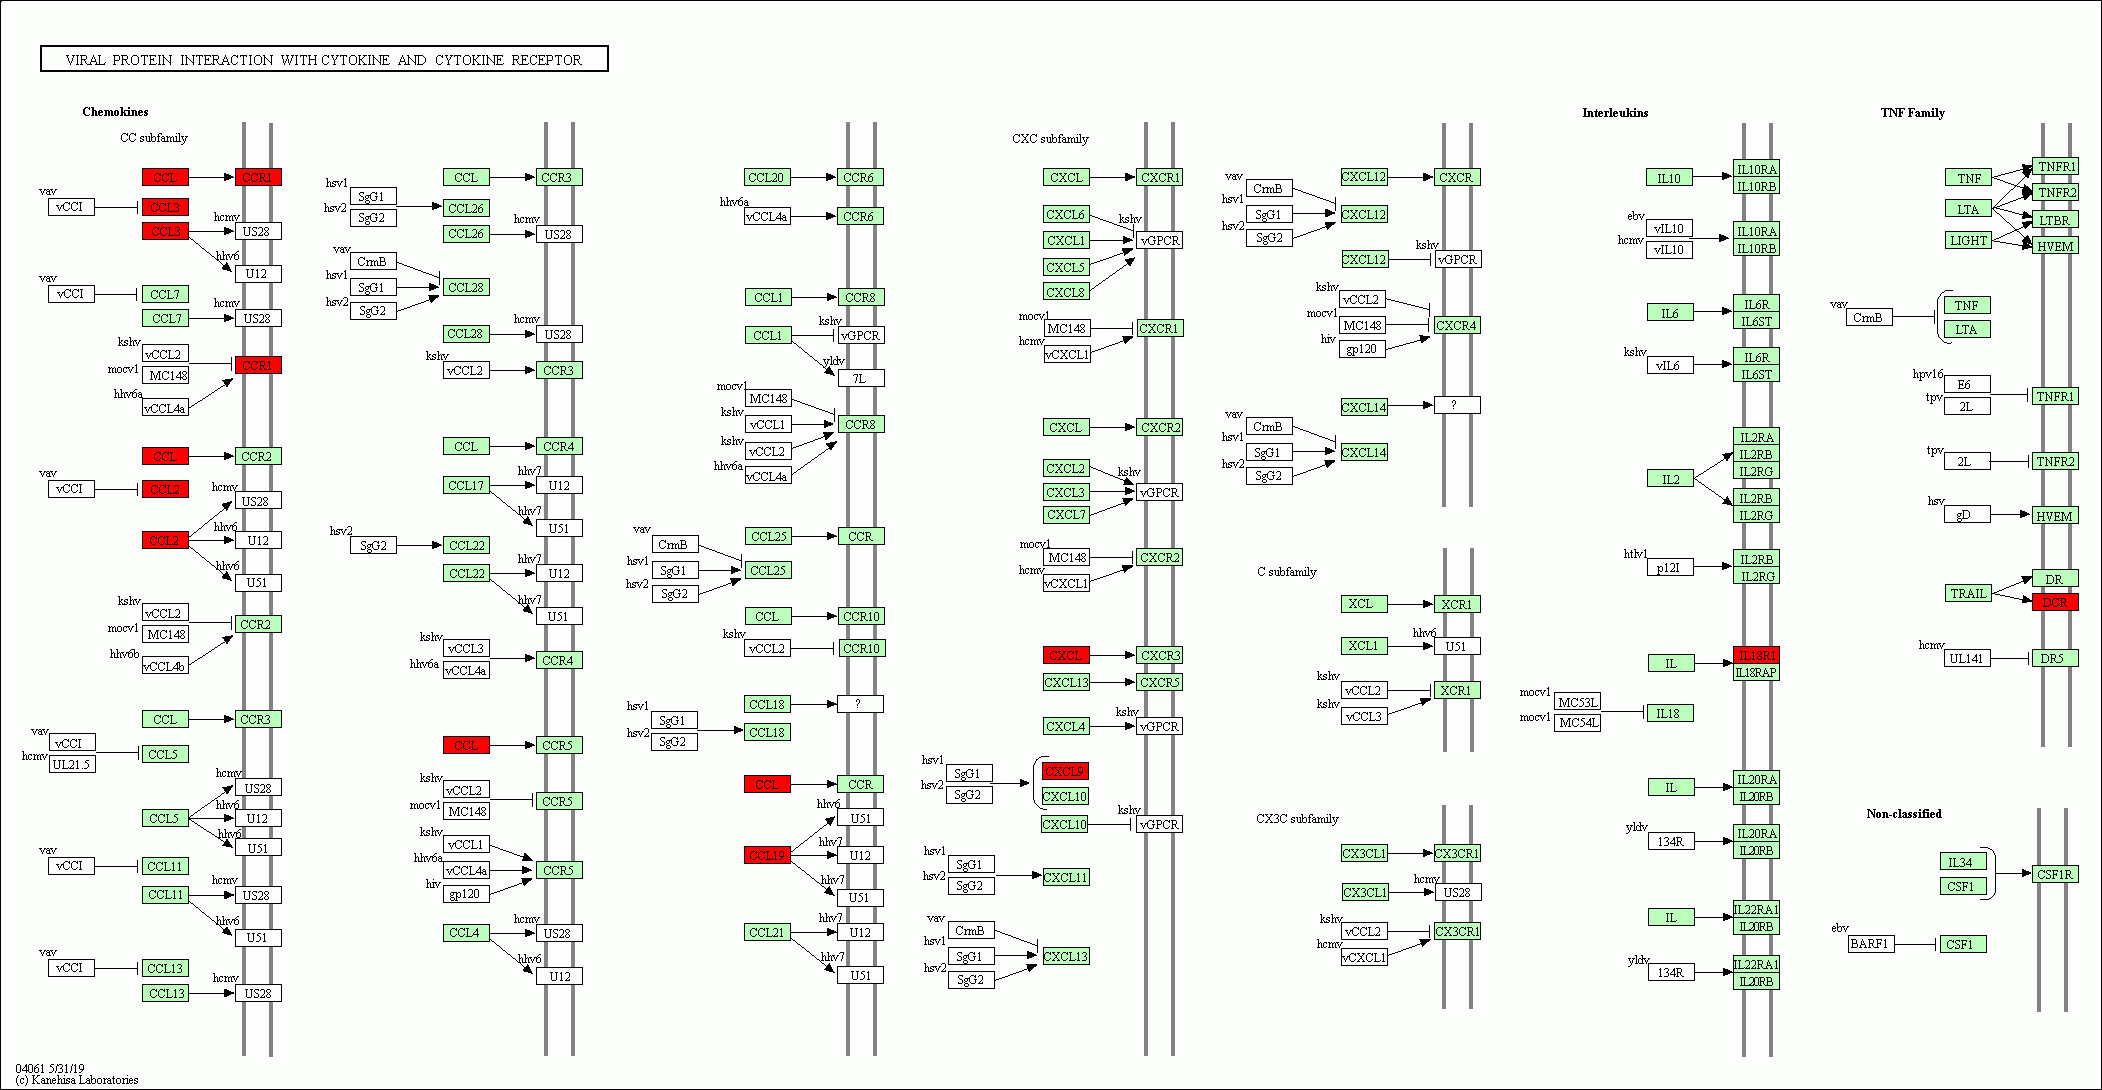 VIRAL PROTEIN INTERACTION WITH CYTOKINE AND CYTOKINE RECEPTOR
Chemokines
CC subfamily
CCL
CCR1
vav
vCCI
CCL3
CCL3
hcmv
US28
hhv6
U12
vav
vCCI
CCL7
CCL7
hcmv
US28
kshv
vCCL2
mocv1
MC148
hhv6a
vCCL4a
CCR1
CCL
CCR2
vav
vCCI
CCL2
CCL2
hcmv
US28
hhv6
U12
hhv6
U51
kshv
vCCL2
mocv1
MC148
hhv6b
vCCL4b
CCR2
CCL
CCR3
vav
vCCI
hcmv
UL21.5
CCL5
CCL5
hcmv
US28
hhv6
U12
hhv6
U51
vav
vCCI
CCL11
CCL11
hcmv
US28
hhv6
U51
vav
vCCI
CCL13
CCL13
hcmv
US28
CCL
CCR3
hsv1
SgG1
hsv2
SgG2
CCL26
CCL26
hcmv
US28
vav
CrmB
hsv1
SgG1
hsv2
SgG2
CCL28
CCL28
hcmv
US28
kshv
vCCL2
CCR3
CCL
CCR4
CCL17
hhv7
U12
hhv7
U51
hsv2
SgG2
CCL22
CCL22
hhv7
U12
hhv7
U51
kshv
vCCL3
hhv6a
vCCL4a
CCR4
CCL
CCR5
kshv
vCCL2
mocv1
MC148
CCR5
kshv
vCCL1
hhv6a
vCCL4a
hiv
gp120
CCR5
CCL4
hcmv
US28
hhv6
U12
CCL20
CCR6
hhv6a
vCCL4a
CCR6
CCL1
CCR8
CCL1
kshv
vGPCR
yldv
7L
mocv1
MC148
kshv
vCCL1
kshv
vCCL2
hhv6a
vCCL4a
CCR8
CCL25
CCR
vav
CrmB
hsv1
SgG1
hsv2
SgG2
CCL25
CCL
CCR10
kshv
vCCL2
CCR10
CCL18
?
hsv1
SgG1
hsv2
SgG2
CCL18
CCL
CCR
CCL19
hhv6
U51
hhv7
U12
hhv7
U51
CCL21
hhv7
U12
hhv7
U51
CXC subfamily
CXCL
CXCR1
CXCL6
CXCL1
CXCL5
CXCL8
kshv
vGPCR
mocv1
MC148
hcmv
vCXCL1
CXCR1
CXCL
CXCR2
CXCL2
CXCL3
CXCL7
kshv
vGPCR
mocv1
MC148
hcmv
vCXCL1
CXCR2
CXCL
CXCR3
CXCL13
CXCR5
CXCL4
kshv
vGPCR
hsv1
SgG1
hsv2
SgG2
CXCL9
CXCL10
CXCL10
kshv
vGPCR
hsv1
SgG1
hsv2
SgG2
CXCL11
vav
CrmB
hsv1
SgG1
hsv2
SgG2
CXCL13
CXCL12
CXCR
vav
CrmB
hsv1
SgG1
hsv2
SgG2
CXCL12
CXCL12
kshv
vGPCR
kshv
vCCL2
mocv1
MC148
hiv
gp120
CXCR4
CXCL14
?
vav
CrmB
hsv1
SgG1
hsv2
SgG2
CXCL14
C subfamily
XCL
XCR1
XCL1
hhv6
U51
kshv
vCCL2
kshv
vCCL3
XCR1
CX3C subfamily
CX3CL1
CX3CR1
CX3CL1
hcmv
US28
kshv
vCCL2
hcmv
vCXCL1
CX3CR1
Interleukins
IL10
IL10RA
IL10RB
ebv
vIL10
hcmv
vIL10
IL10RA
IL10RB
IL6
IL6R
IL6ST
kshv
vIL6
IL6R
IL6ST
IL2
IL2RA
IL2RB
IL2RG
IL2RB
IL2RG
htlv1
p12I
IL2RB
IL2RG
IL
IL18R1
IL18RAP
mocv1
MC53L
mocv1
MC54L
IL18
IL
IL20RA
IL20RB
yldv
134R
IL20RA
IL20RB
IL
IL22RA1
IL20RB
yldv
134R
IL22RA1
IL20RB
TNF Family
TNF
LTA
LIGHT
TNFR1
TNFR2
LTBR
HVEM
vav
CrmB
TNF
LTA
hpv16
E6
tpv
2L
TNFR1
tpv
2L
TNFR2
hsv
gD
HVEM
TRAIL
DR
DCR
hcmv
UL141
DR5
Non-classified
IL34
CSF1
CSF1R
ebv
BARF1
CSF1
04061 5/31/19
(c) Kanehisa Laboratories